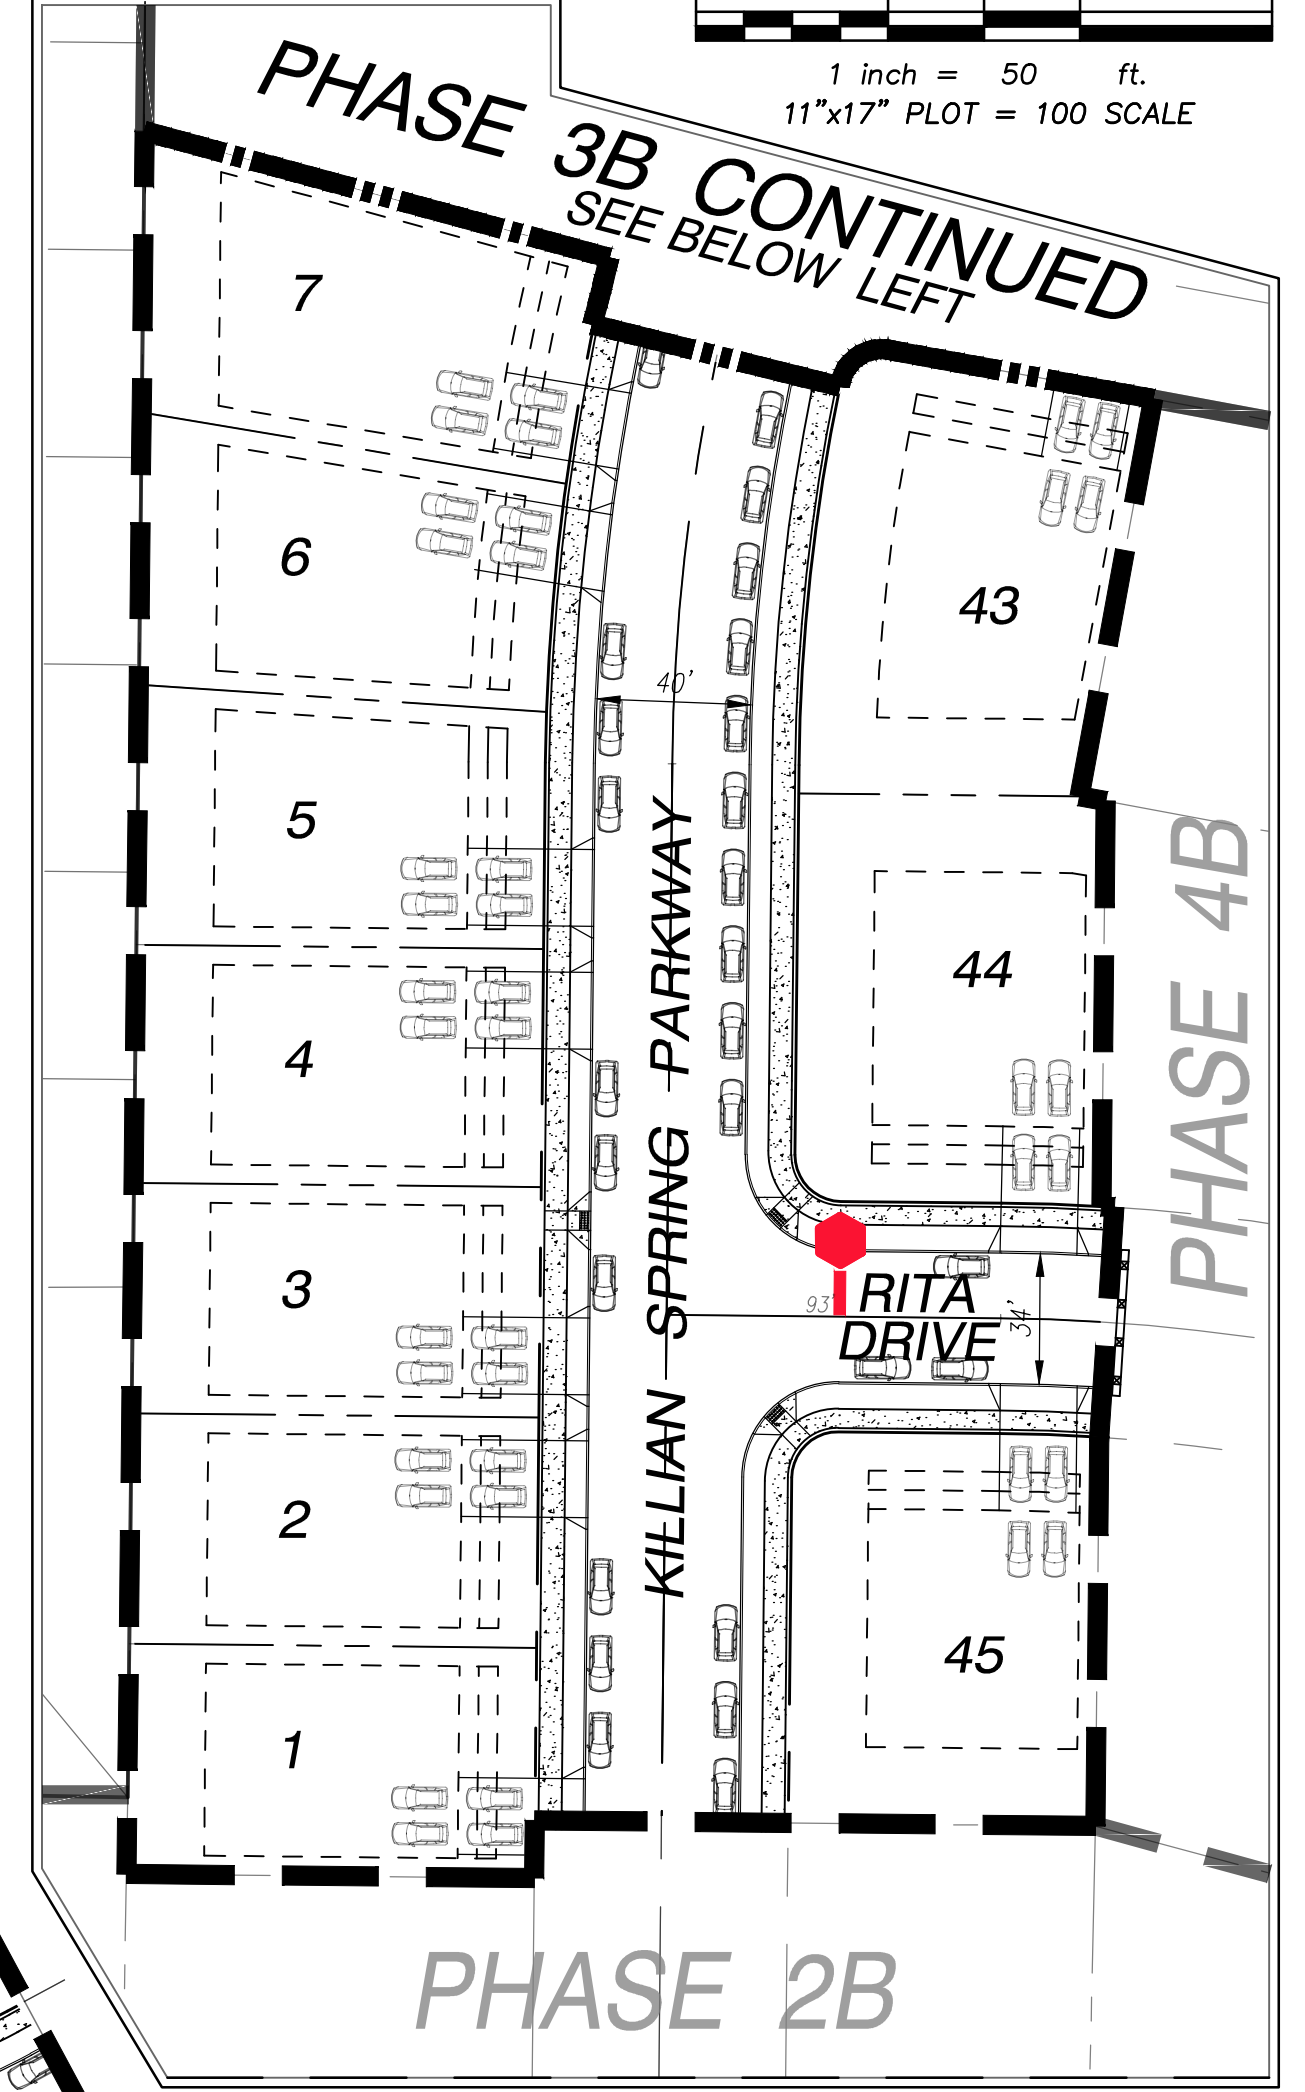 1 inch = 50 ft.
11"x17" PLOT = 100 SCALE
PHASE 3B CONTINUED
SEE BELOW LEFT
7
6
43
40'
5
KILLIAN SPRING PARKWAY
PHASE 4B
44
4
3
93'
RITA
DRIVE
34'
2
45
1
PHASE 2B